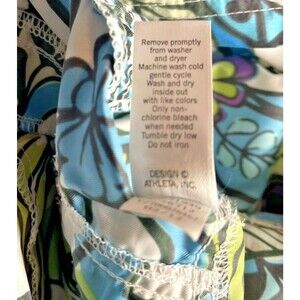 Remove promptly
from washer
and dryer
Machine wash cold
gentle cycle
Wash and dry
inside out
with like colors
Only non-
chlorine bleach
when needed
Tumble dry low
Do not iron
DESIGN ©
ATHLETA, INC.